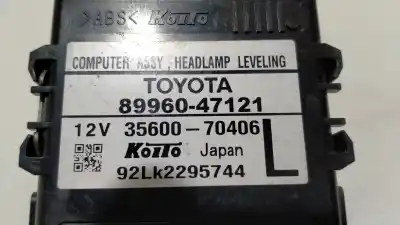 >ABS< KOITO
COMPUTER ASSY, HEADLAMP LEVELING
TOYOTA
89960-47121
12V 35600-70406
KOITO Japan L
92Lk2295744